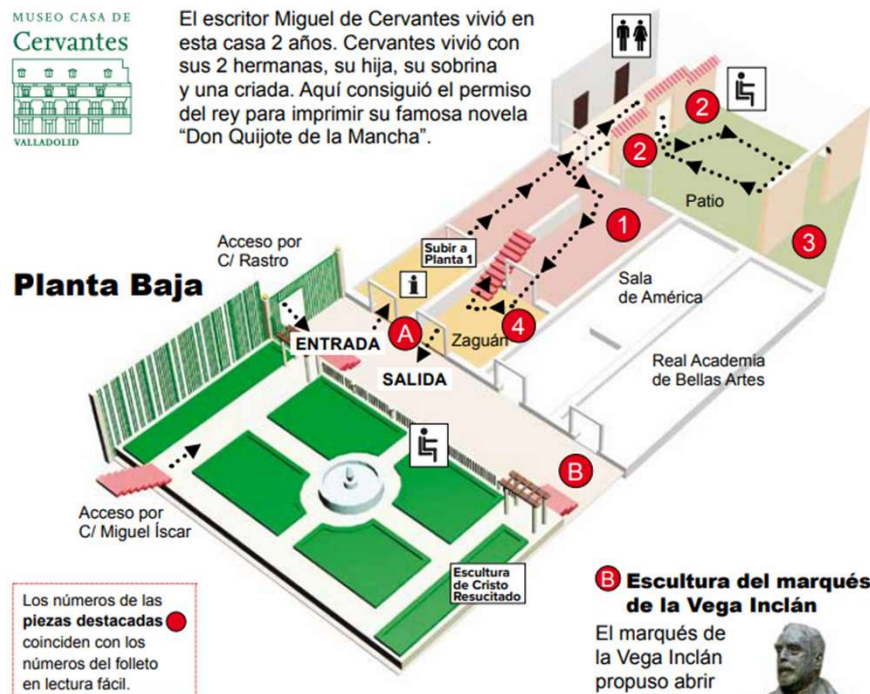 MUSEO CASA DE
Cervantes
VALLADOLID
El escritor Miguel de Cervantes vivió en
esta casa 2 años. Cervantes vivió con
sus 2 hermanas, su hija, su sobrina
y una criada. Aquí consiguió el permiso
del rey para imprimir su famosa novela
“Don Quijote de la Mancha”.
2
2
Patio
3
1
Acceso por
C/ Rastro
Subir a
Planta 1
Planta Baja
i
Sala
de América
A
ENTRADA
4
Zaguán
SALIDA
Real Academia
de Bellas Artes
B
Acceso por
C/ Miguel Íscar
Escultura
de Cristo
Resucitado
Los números de las
piezas destacadas
coinciden con los
números del folleto
en lectura fácil.
B Escultura del marqués
de la Vega Inclán
El marqués de
la Vega Inclán
propuso abrir